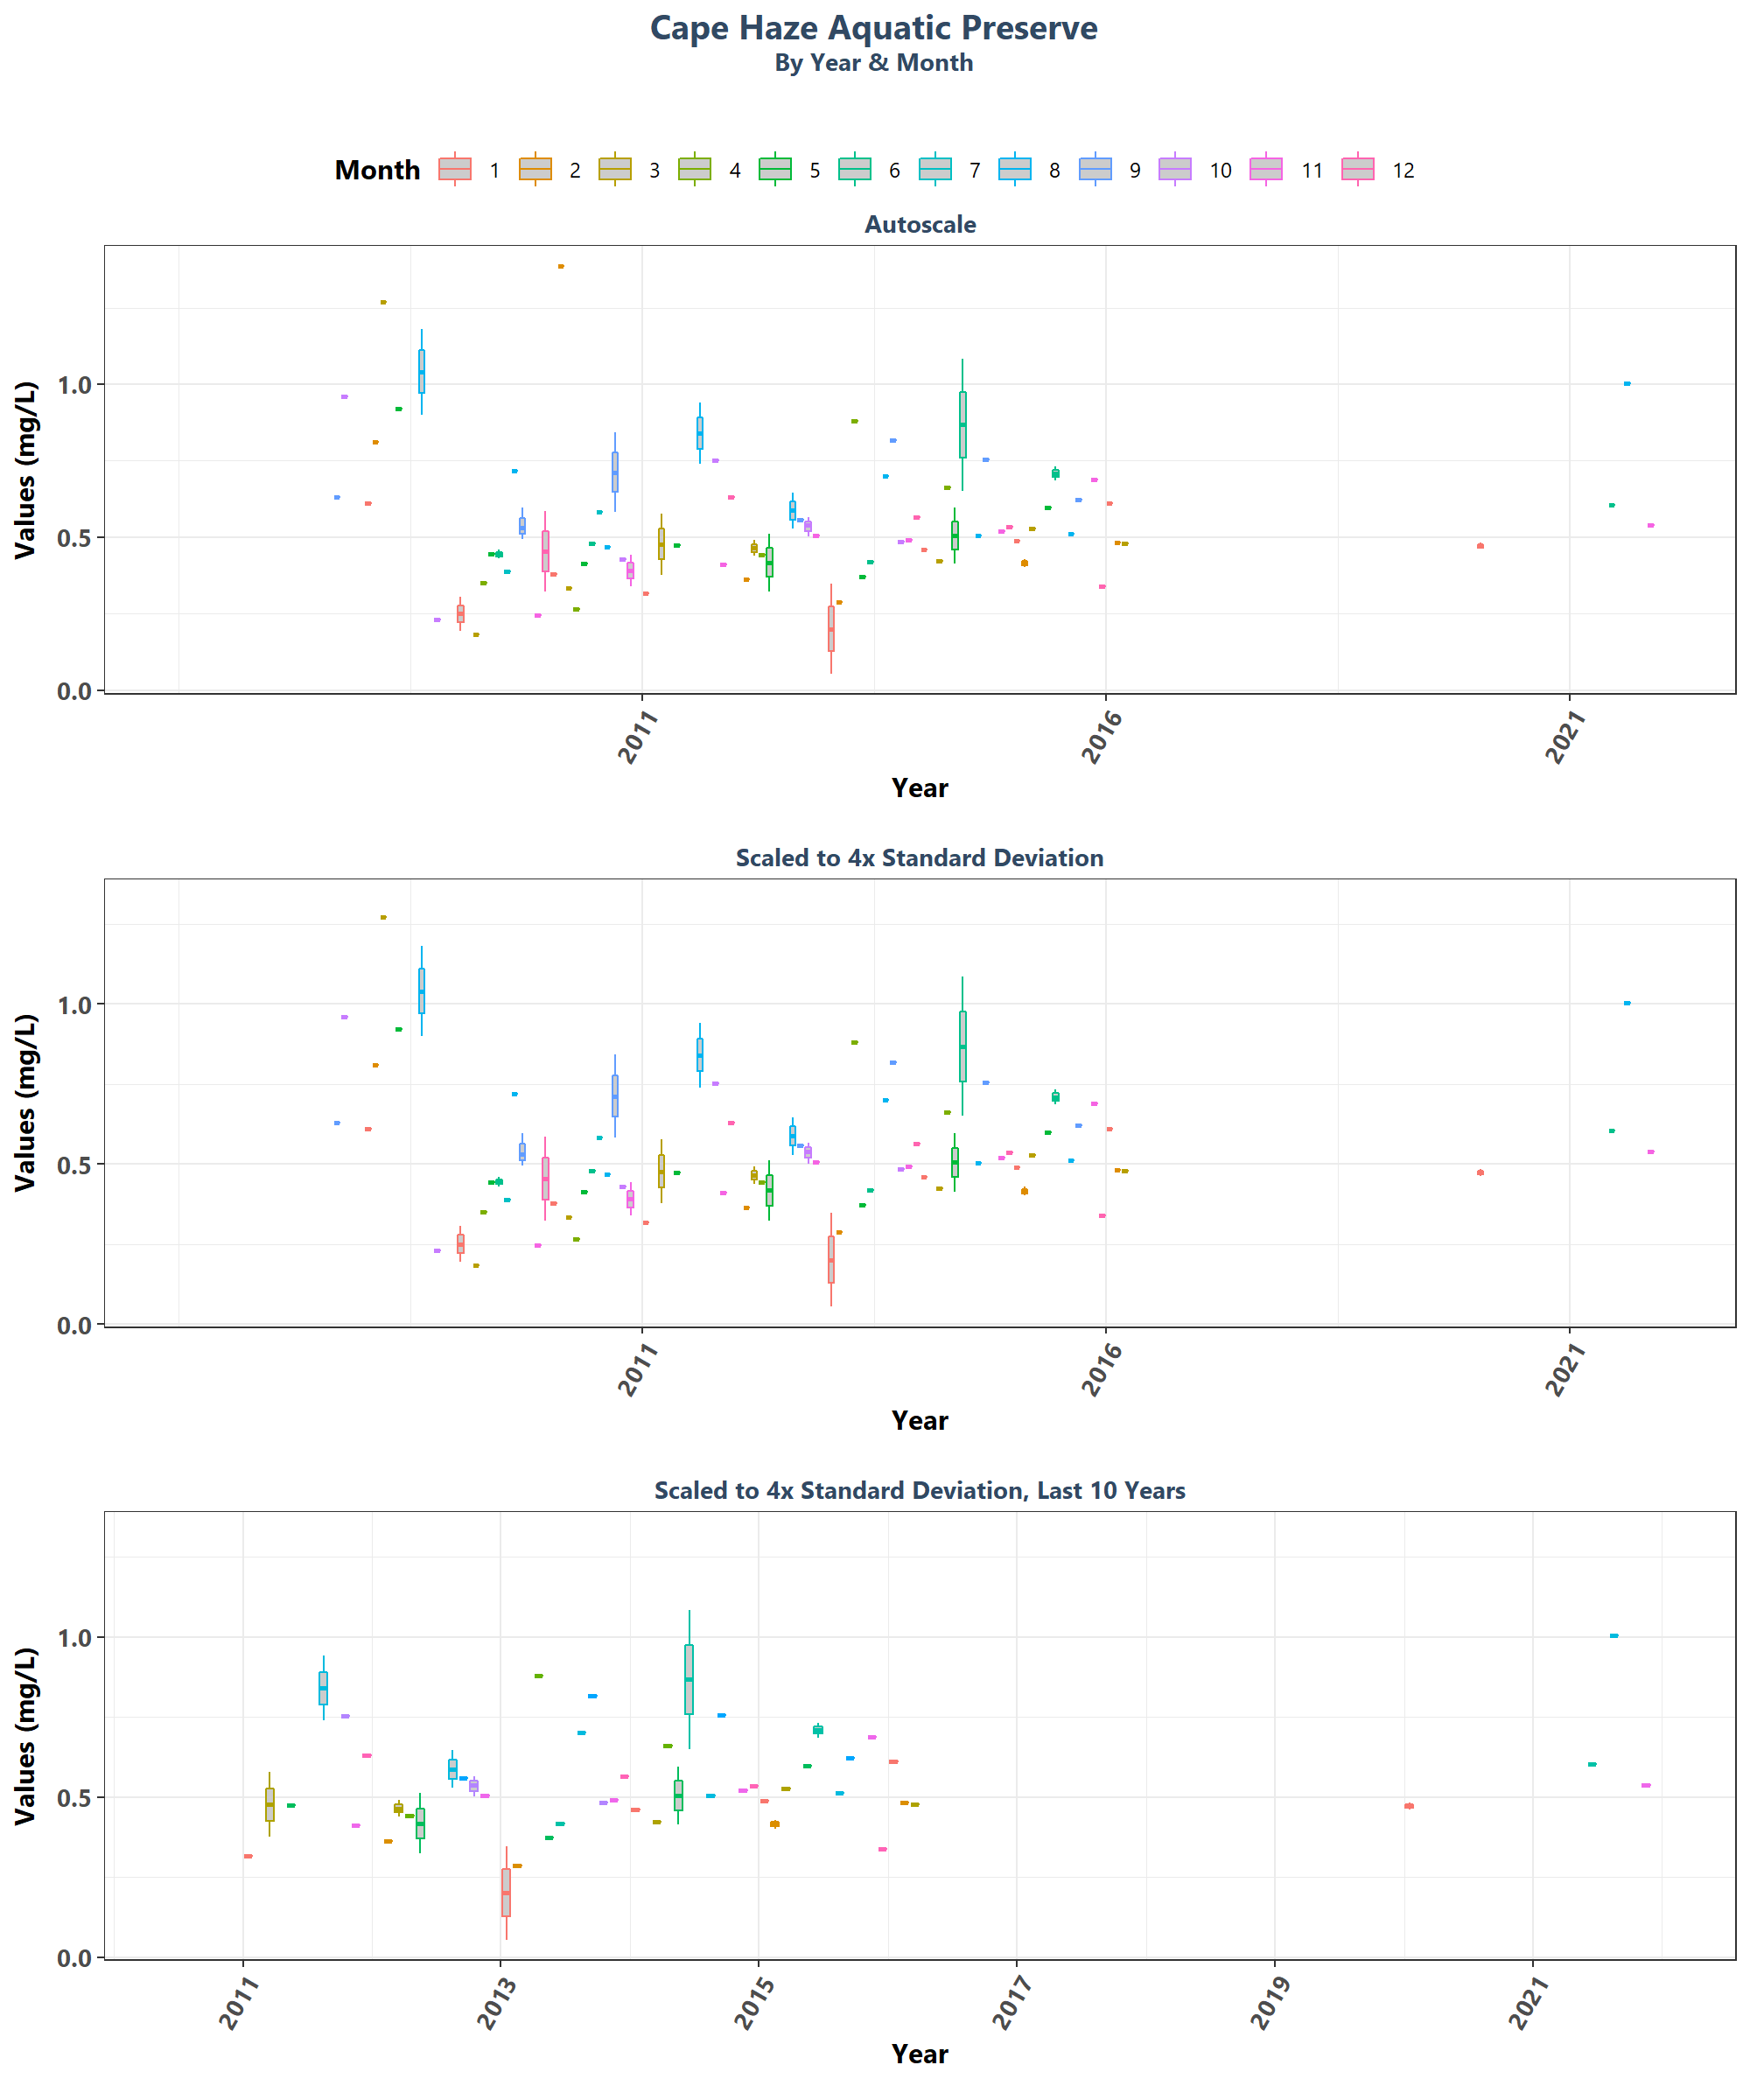 Cape Haze Aquatic Preserve
By Year & Month
Month 1 2 3 4 5 6 7 8 9 10 11 12
Autoscale
Values (mg/L)
1.0
0.5
0.0
2011 2016 2021
Year
Scaled to 4x Standard Deviation
Values (mg/L)
1.0
0.5
0.0
2011 2016 2021
Year
Scaled to 4x Standard Deviation, Last 10 Years
Values (mg/L)
1.0
0.5
0.0
2011 2013 2015 2017 2019 2021
Year